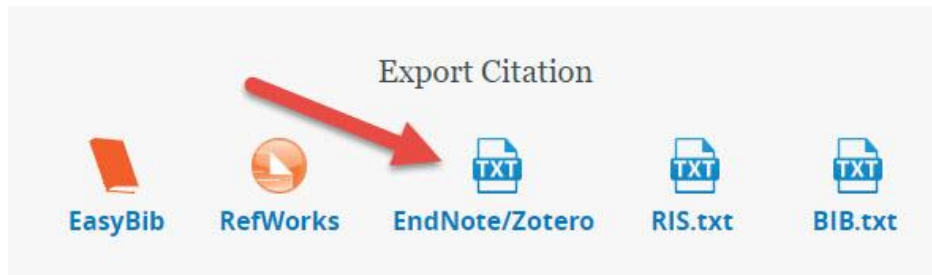 Export Citation
TXT TXT TXT
EasyBib RefWorks EndNote/Zotero RIS.txt BIB.txt